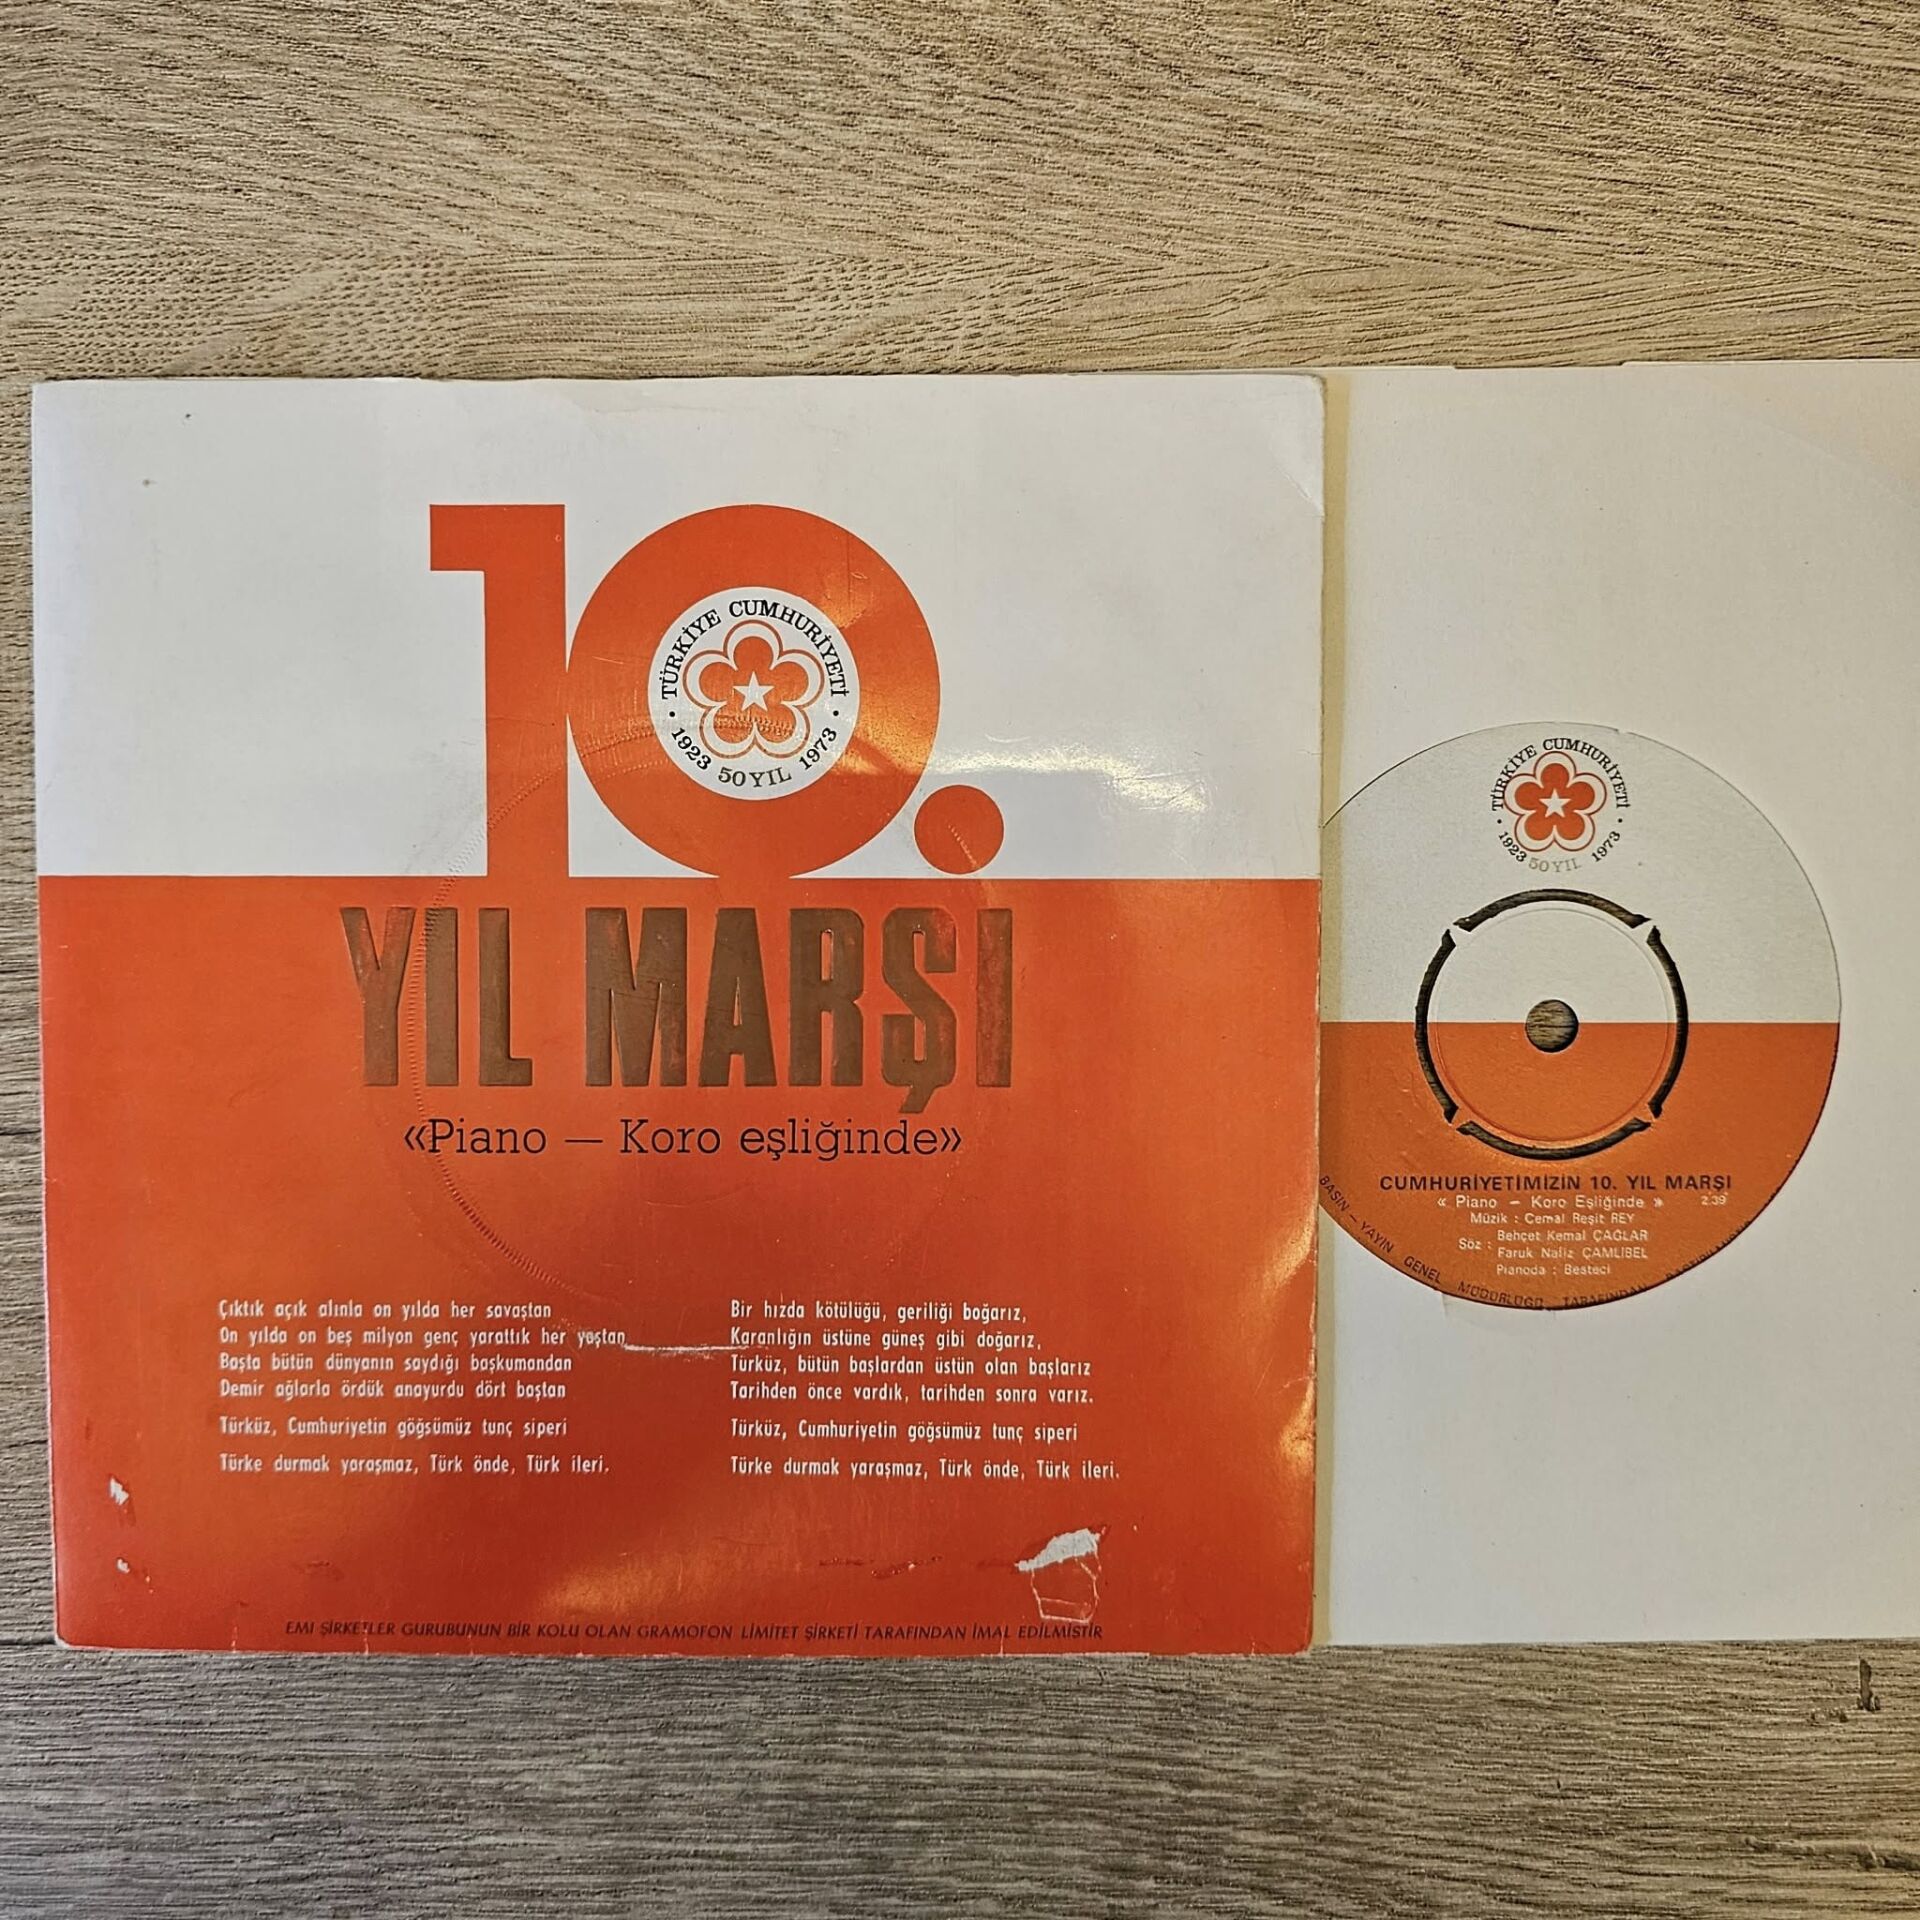 10.
TÜRKİYE CUMHURİYETİ
1923 50 YIL 1973
YIL MARŞI
«Piano — Koro eşliğinde»
Çıktık açık alınla on yılda her savaştan
On yılda on beş milyon genç yarattık her yaştan
Başta bütün dünyanın saydığı başkumandan
Demir ağlarla ördük anayurdu dört baştan
Türküz, Cumhuriyetin göğsümüz tunç siperi
Türke durmak yaraşmaz, Türk önde, Türk ileri.
Bir hızda kötülüğü, geriliği boğarız,
Karanlığın üstüne güneş gibi doğarız,
Türküz, bütün başlardan üstün olan başlarız
Tarihden önce vardık, tarihden sonra varız.
Türküz, Cumhuriyetin göğsümüz tunç siperi
Türke durmak yaraşmaz, Türk önde, Türk ileri.
EMI ŞİRKETLER GURUBUNUN BİR KOLU OLAN GRAMOFON LİMİTET ŞİRKETİ TARAFINDAN İMAL EDİLMİSTİR
TÜRKİYE CUMHURİYETİ
1923 50 YIL 1973
CUMHURİYETİMİZİN 10. YIL MARŞI
« Piano – Koro Eşliğinde » 2.39
Müzik : Cemal Reşit REY
Söz : Behçet Kemal ÇAĞLAR
Faruk Nafiz ÇAMLIBEL
Pianoda : Besteci
BASIN – YAYIN GENEL MÜDÜRLÜĞÜ TARAFINDAN